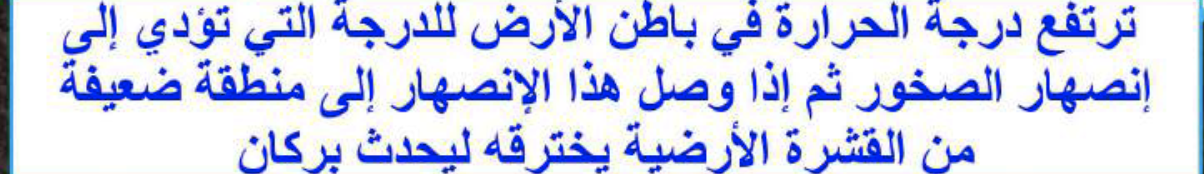 ترتفع درجة الحرارة في باطن الأرض للدرجة التي تؤدي إلى
إنصهار الصخور ثم إذا وصل هذا الإنصهار إلى منطقة ضعيفة
من القشرة الأرضية يخترقه ليحدث بركان